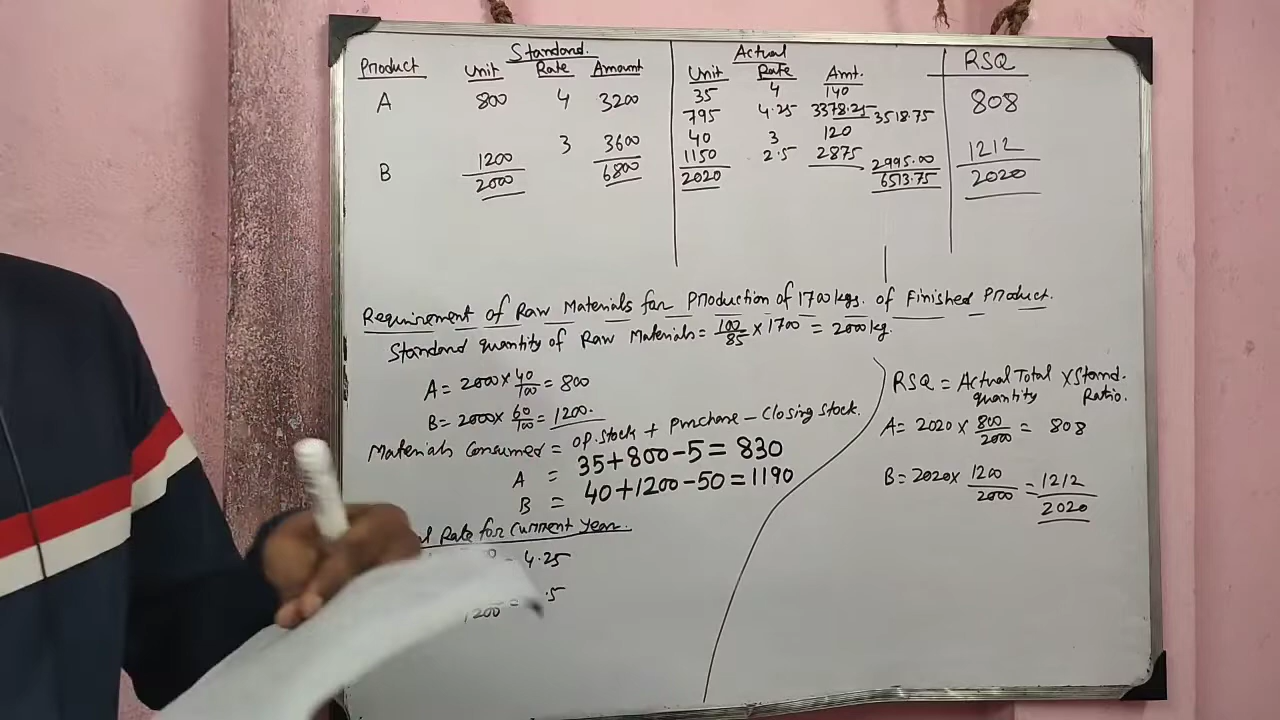 Standard.
Actual
RSQ
Product Unit Rate Amount Unit Rate Amt.
A 800 4 3200 35 4 140 808
795 4.25 3378.25 3518.75
3 3600 40 3 120
B 1200 6800 1150 2.5 2875 2995.00 1212
2000 2020 6513.75 2020
Requirement of Raw Materials for Production of 1700 kgs. of Finished Product.
Standard quantity of Raw Materials = 100/85 × 1700 = 2000 kg.
A = 2000 × 40/100 = 800
B = 2000 × 60/100 = 1200.
Materials Consumed = Op. Stock + Purchase - Closing Stock.
A = 35+800-5 = 830
B = 40+1200-50 = 1190
Rate for Current Year.
4.25
1200 = .5
RSQ = Actual Total quantity × Stand. Ratio.
A = 2020 × 800/2000 = 808
B = 2020 × 1200/2000 = 1212
2020